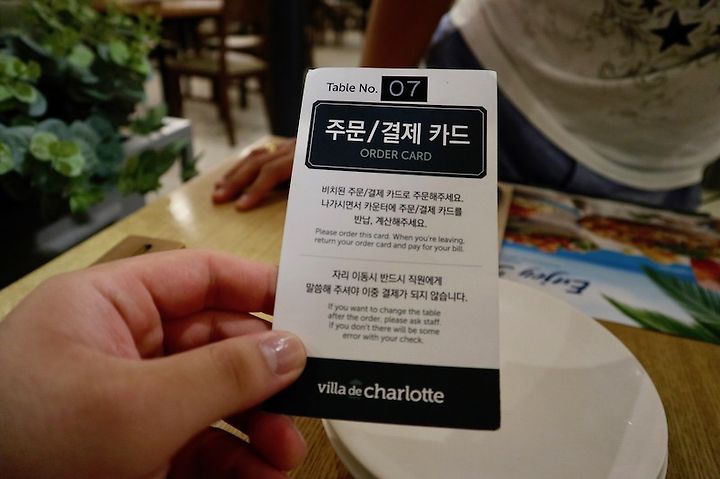 Table No. 07
주문/결제 카드
ORDER CARD
비치된 주문/결제 카드로 주문해주세요.
나가시면서 카운터에 주문/결제 카드를
반납, 계산해주세요.
Please order this card. When you're leaving,
return your order card and pay for your bill.
자리 이동시 반드시 직원에게
말씀해 주셔야 이중 결제가 되지 않습니다.
If you want to change the table
after the order, please ask staff.
If you don't there will be some
error with your check.
villa de charlotte
Enjoy